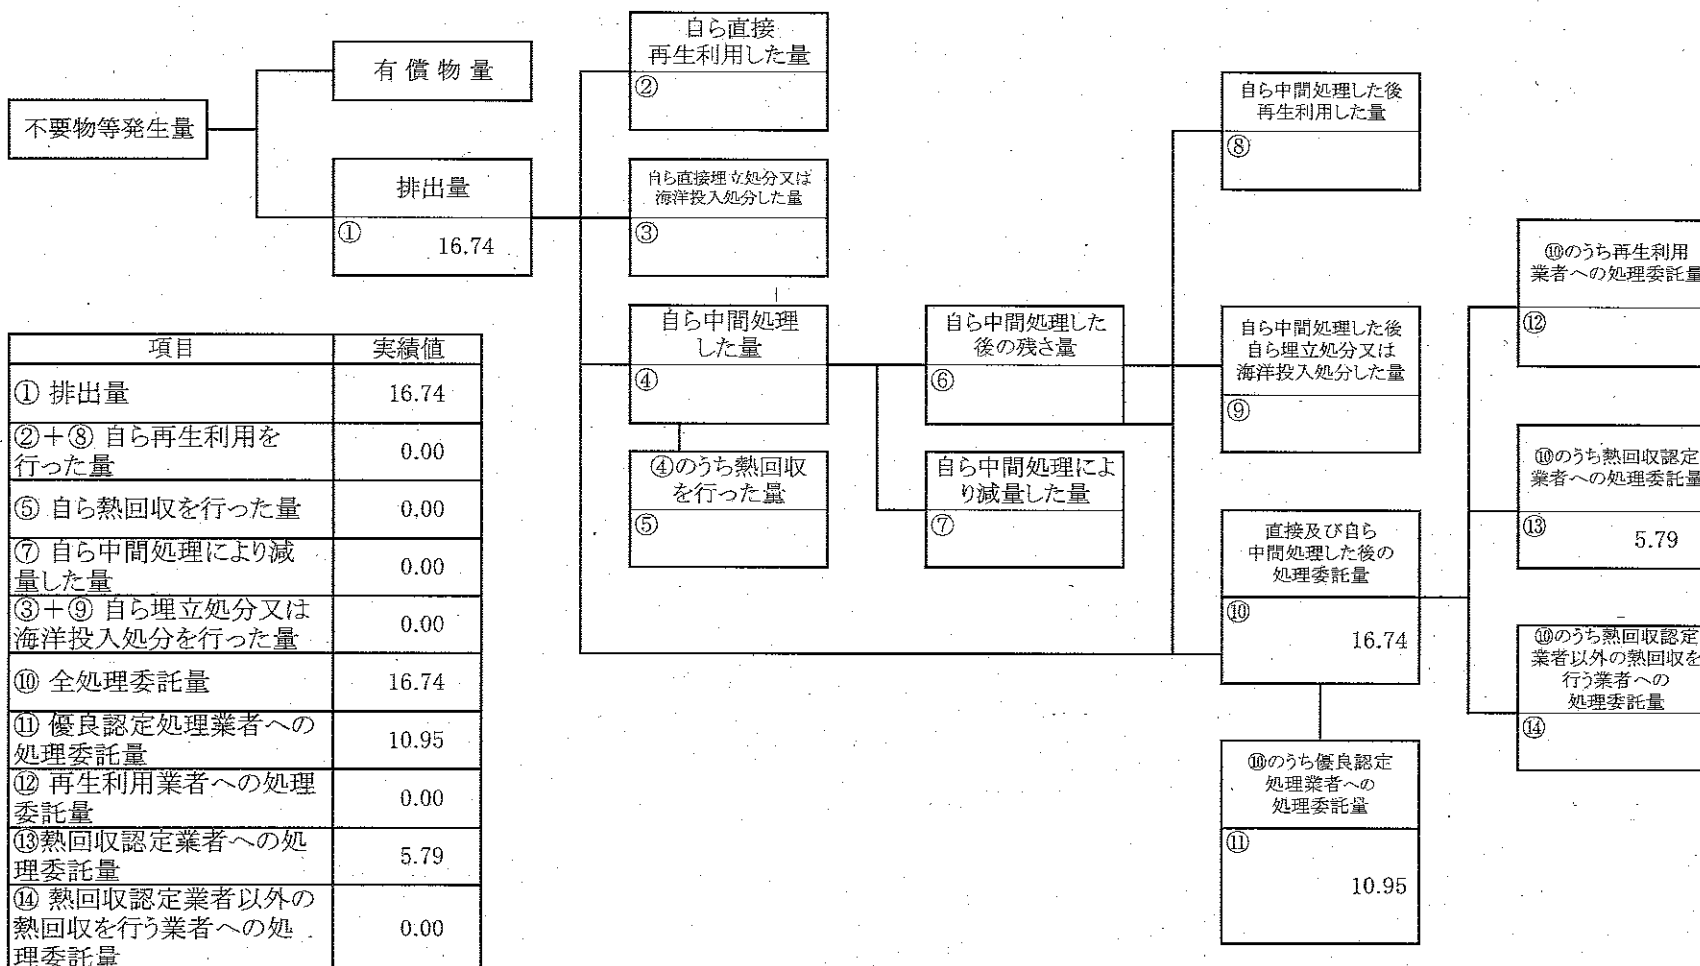 不要物等発生量
有償物量
排出量
①
16.74
自ら直接
再生利用した量
②
自ら直接埋立処分又は
海洋投入処分した量
③
自ら中間処理
した量
④
④のうち熱回収
を行った量
⑤
自ら中間処理した
後の残さ量
⑥
自ら中間処理によ
り減量した量
⑦
自ら中間処理した後
再生利用した量
⑧
自ら中間処理した後
自ら埋立処分又は
海洋投入処分した量
⑨
直接及び自ら
中間処理した後の
処理委託量
⑩
16.74
⑩のうち優良認定
処理業者への
処理委託量
⑪
10.95
⑩のうち再生利用
業者への処理委託量
⑫
⑩のうち熱回収認定
業者への処理委託量
⑬
5.79
⑩のうち熱回収認定
業者以外の熱回収を
行う業者への
処理委託量
⑭
項目 実績値
① 排出量 16.74
②+⑧ 自ら再生利用を
行った量 0.00
⑤ 自ら熱回収を行った量 0.00
⑦ 自ら中間処理により減
量した量 0.00
③+⑨ 自ら埋立処分又は
海洋投入処分を行った量 0.00
⑩ 全処理委託量 16.74
⑪ 優良認定処理業者への
処理委託量 10.95
⑫ 再生利用業者への処理
委託量 0.00
⑬熱回収認定業者への処
理委託量 5.79
⑭ 熱回収認定業者以外の
熱回収を行う業者への処
理委託量 0.00